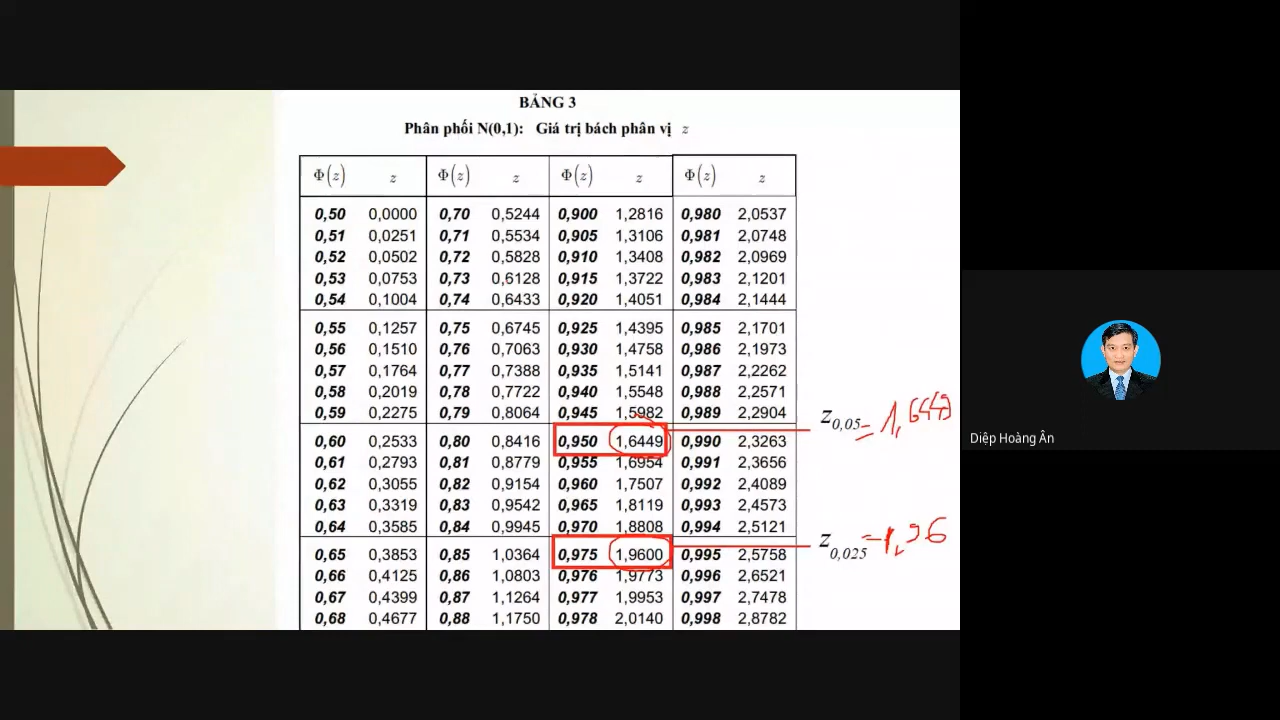 BẢNG 3
Phân phối N(0,1): Giá trị bách phân vị z
Φ(z) z Φ(z) z Φ(z) z Φ(z) z
0,50 0,0000 0,70 0,5244 0,900 1,2816 0,980 2,0537
0,51 0,0251 0,71 0,5534 0,905 1,3106 0,981 2,0748
0,52 0,0502 0,72 0,5828 0,910 1,3408 0,982 2,0969
0,53 0,0753 0,73 0,6128 0,915 1,3722 0,983 2,1201
0,54 0,1004 0,74 0,6433 0,920 1,4051 0,984 2,1444
0,55 0,1257 0,75 0,6745 0,925 1,4395 0,985 2,1701
0,56 0,1510 0,76 0,7063 0,930 1,4758 0,986 2,1973
0,57 0,1764 0,77 0,7388 0,935 1,5141 0,987 2,2262
0,58 0,2019 0,78 0,7722 0,940 1,5548 0,988 2,2571
0,59 0,2275 0,79 0,8064 0,945 1,5982 0,989 2,2904
z0,05 = 1,6449
0,60 0,2533 0,80 0,8416 0,950 1,6449 0,990 2,3263
0,61 0,2793 0,81 0,8779 0,955 1,6954 0,991 2,3656
0,62 0,3055 0,82 0,9154 0,960 1,7507 0,992 2,4089
0,63 0,3319 0,83 0,9542 0,965 1,8119 0,993 2,4573
0,64 0,3585 0,84 0,9945 0,970 1,8808 0,994 2,5121
z0,025 = 1,96
0,65 0,3853 0,85 1,0364 0,975 1,9600 0,995 2,5758
0,66 0,4125 0,86 1,0803 0,976 1,9773 0,996 2,6521
0,67 0,4399 0,87 1,1264 0,977 1,9953 0,997 2,7478
0,68 0,4677 0,88 1,1750 0,978 2,0140 0,998 2,8782
Diệp Hoàng Ân